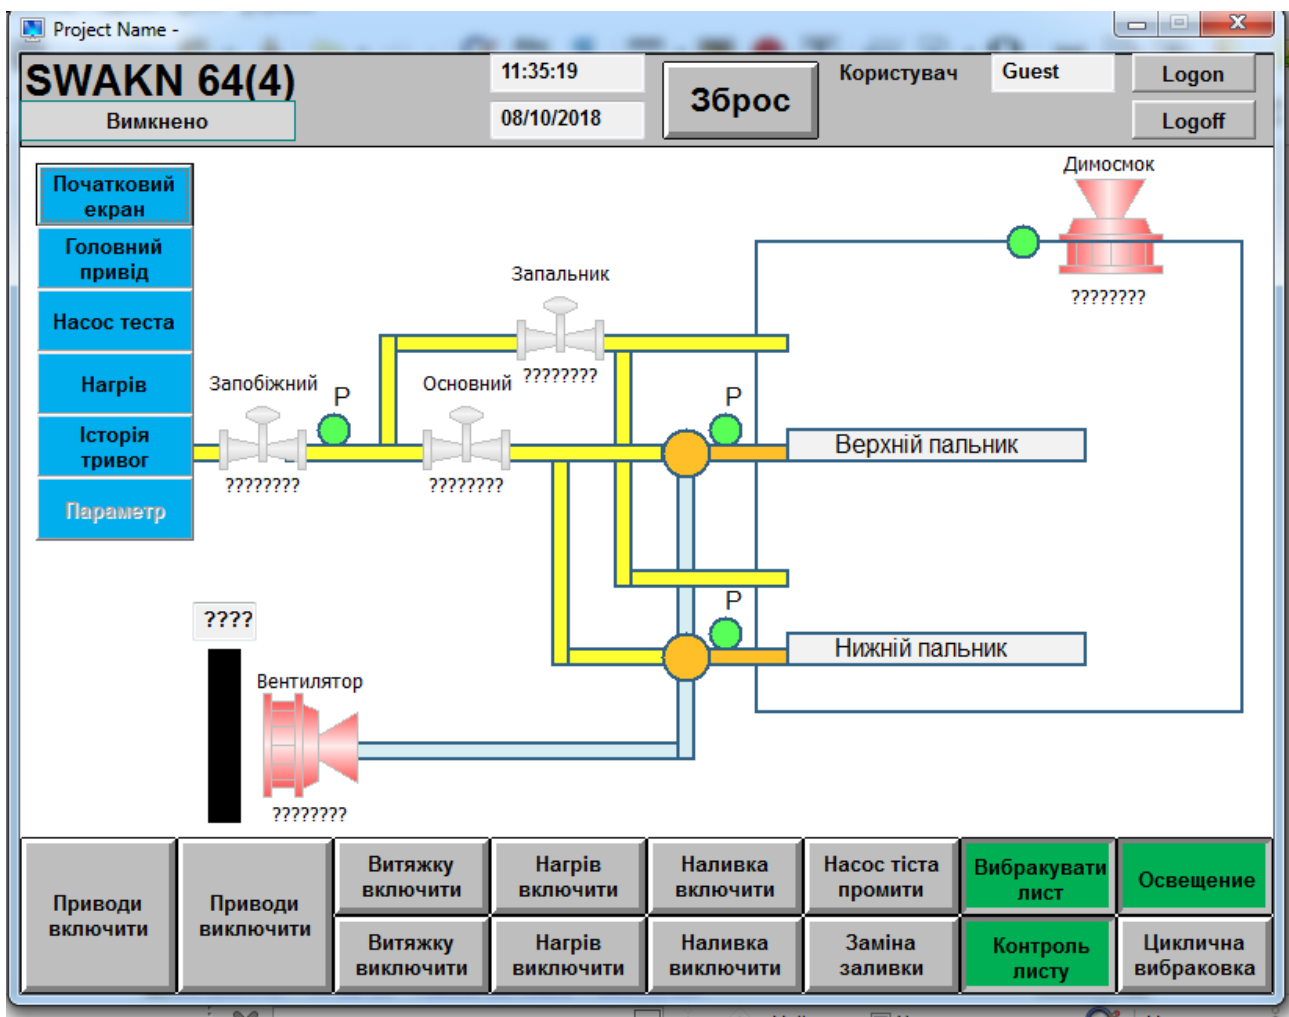 Project Name -
SWAKN 64(4)
Вимкнено
11:35:19
08/10/2018
Зброс
Користувач
Guest
Logon
Logoff
Початковий
екран
Головний
привід
Насос теста
Нагрів
Історія
тривог
Параметр
Димосмок
????????
Запальник
????????
Запобіжний
P
Основний
P
????????
????????
Верхній пальник
P
Нижній пальник
????
Вентилятор
????????
Приводи
включити
Приводи
виключити
Витяжку
включити
Нагрів
включити
Наливка
включити
Насос тіста
промити
Вибракувати
лист
Освещение
Витяжку
виключити
Нагрів
виключити
Наливка
виключити
Заміна
заливки
Контроль
листу
Циклична
вибраковка